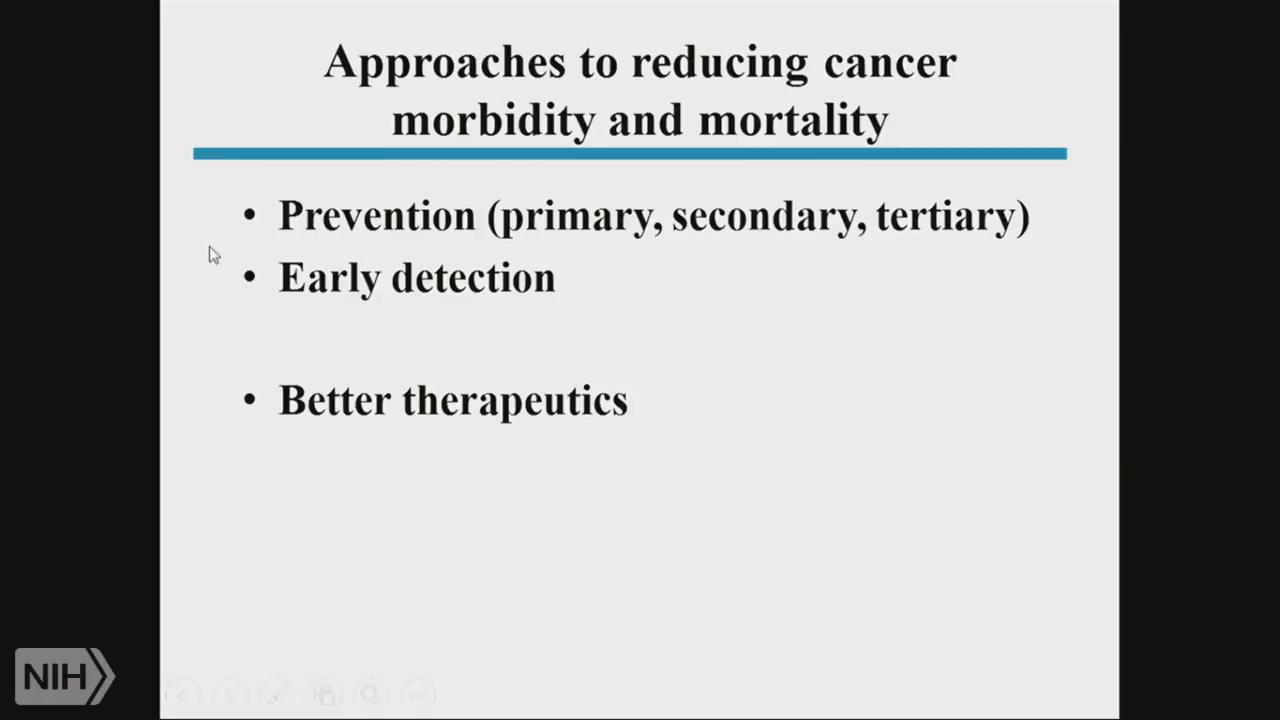 Approaches to reducing cancer
morbidity and mortality
• Prevention (primary, secondary, tertiary)
• Early detection
• Better therapeutics
NIH